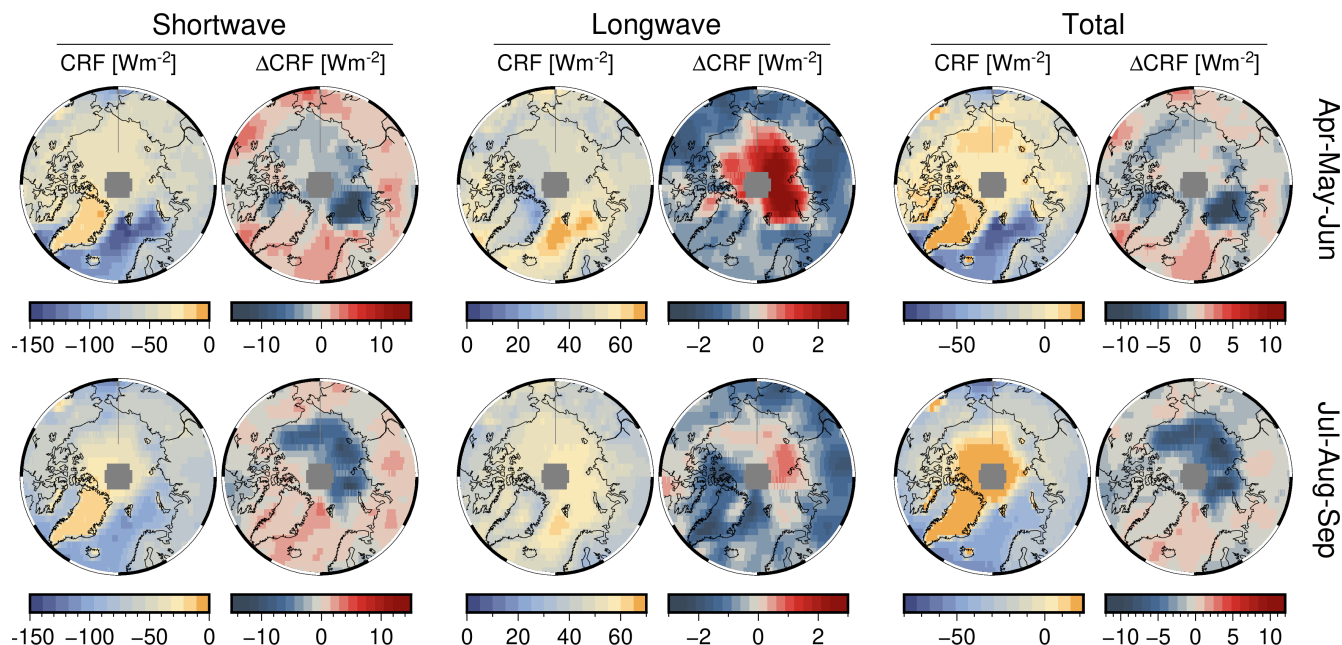 Shortwave Longwave Total
CRF [Wm⁻²] ΔCRF [Wm⁻²] CRF [Wm⁻²] ΔCRF [Wm⁻²] CRF [Wm⁻²] ΔCRF [Wm⁻²]
Apr-May-Jun
-150 −100 −50 0 −10 0 10 0 20 40 60 −2 0 2 −50 0 −10 −5 0 5 10
Jul-Aug-Sep
-150 −100 −50 0 −10 0 10 0 20 40 60 −2 0 2 −50 0 −10 −5 0 5 10